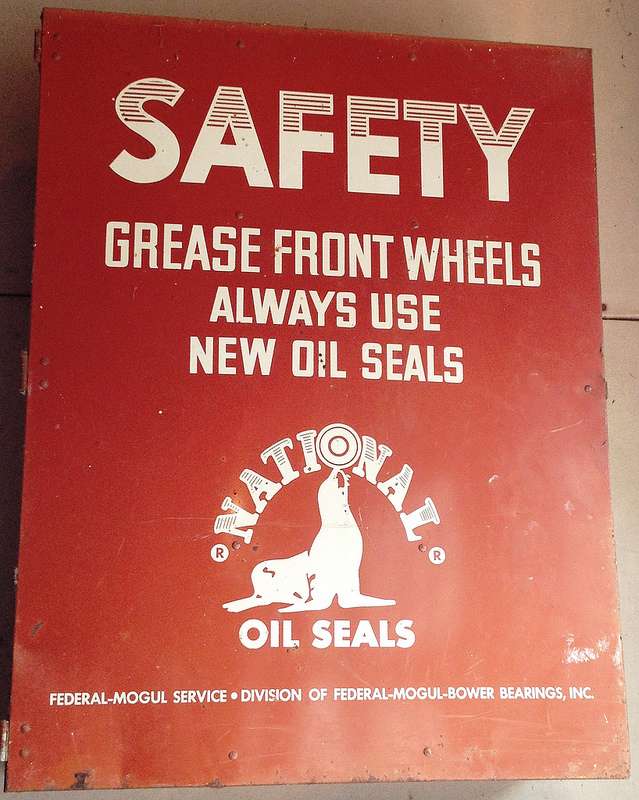 SAFETY
GREASE FRONT WHEELS
ALWAYS USE
NEW OIL SEALS
NATIONAL
® ®
OIL SEALS
FEDERAL-MOGUL SERVICE • DIVISION OF FEDERAL-MOGUL-BOWER BEARINGS, INC.